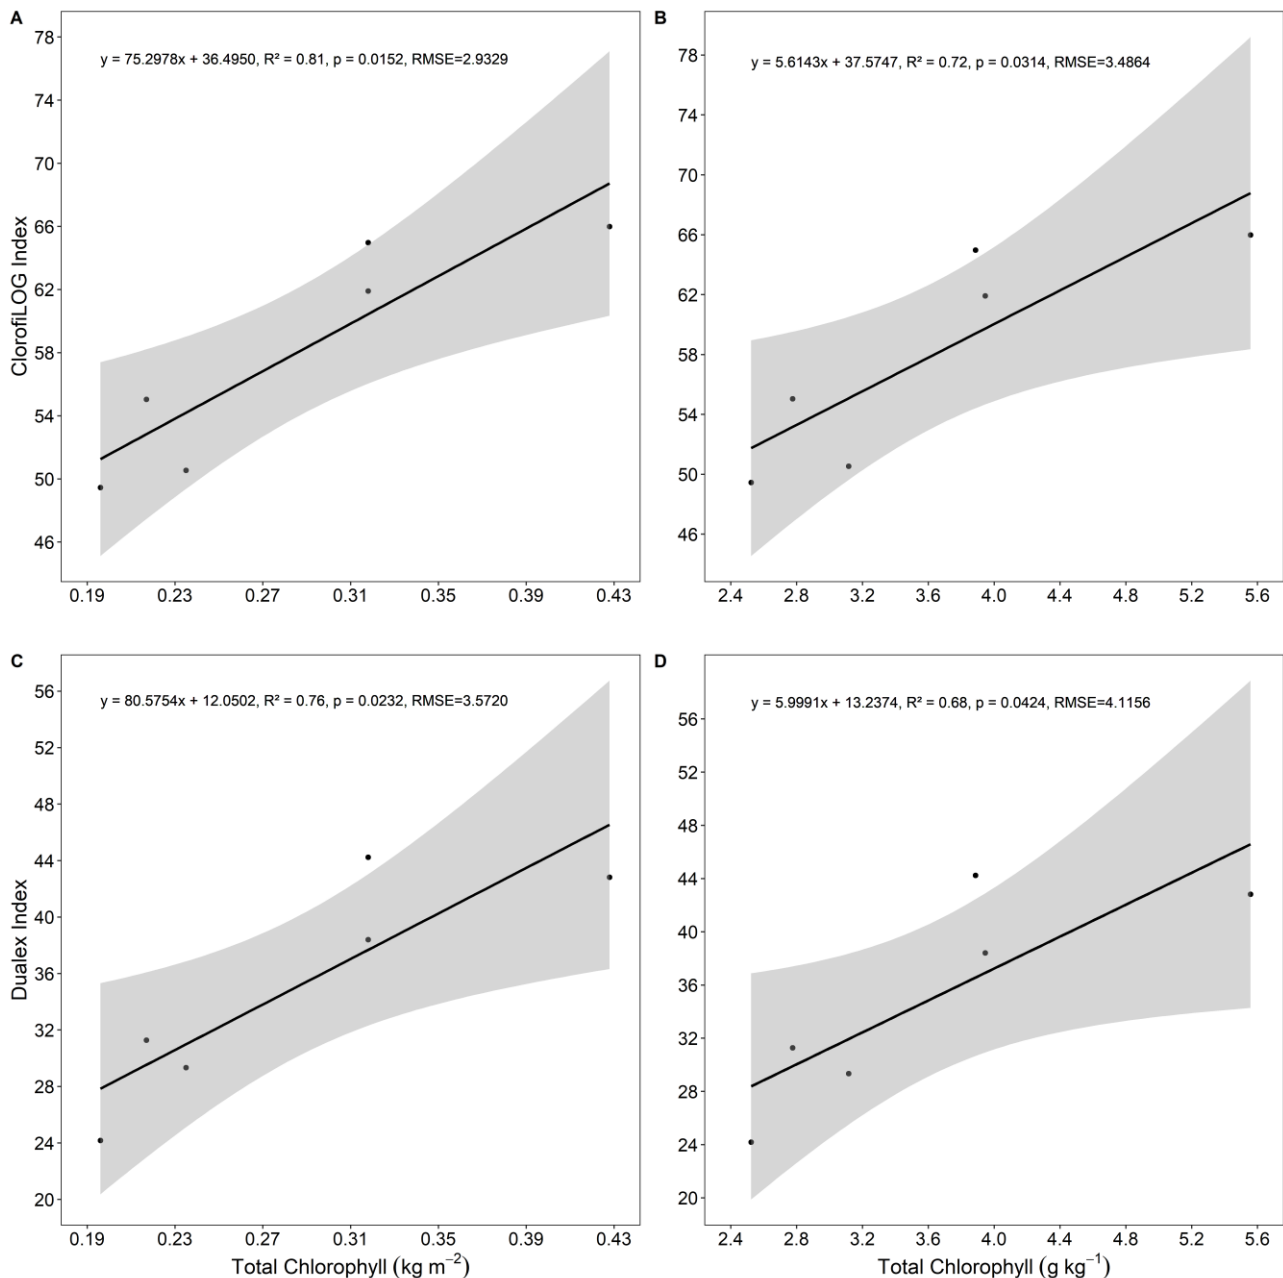 A
y = 75.2978x + 36.4950, R² = 0.81, p = 0.0152, RMSE=2.9329
78
74
70
66
62
58
54
50
46
ClorofiLOG Index
0.19 0.23 0.27 0.31 0.35 0.39 0.43
B
y = 5.6143x + 37.5747, R² = 0.72, p = 0.0314, RMSE=3.4864
78
74
70
66
62
58
54
50
46
2.4 2.8 3.2 3.6 4.0 4.4 4.8 5.2 5.6
C
y = 80.5754x + 12.0502, R² = 0.76, p = 0.0232, RMSE=3.5720
56
52
48
44
40
36
32
28
24
20
Dualex Index
0.19 0.23 0.27 0.31 0.35 0.39 0.43
Total Chlorophyll (kg m⁻²)
D
y = 5.9991x + 13.2374, R² = 0.68, p = 0.0424, RMSE=4.1156
56
52
48
44
40
36
32
28
24
20
2.4 2.8 3.2 3.6 4.0 4.4 4.8 5.2 5.6
Total Chlorophyll (g kg⁻¹)